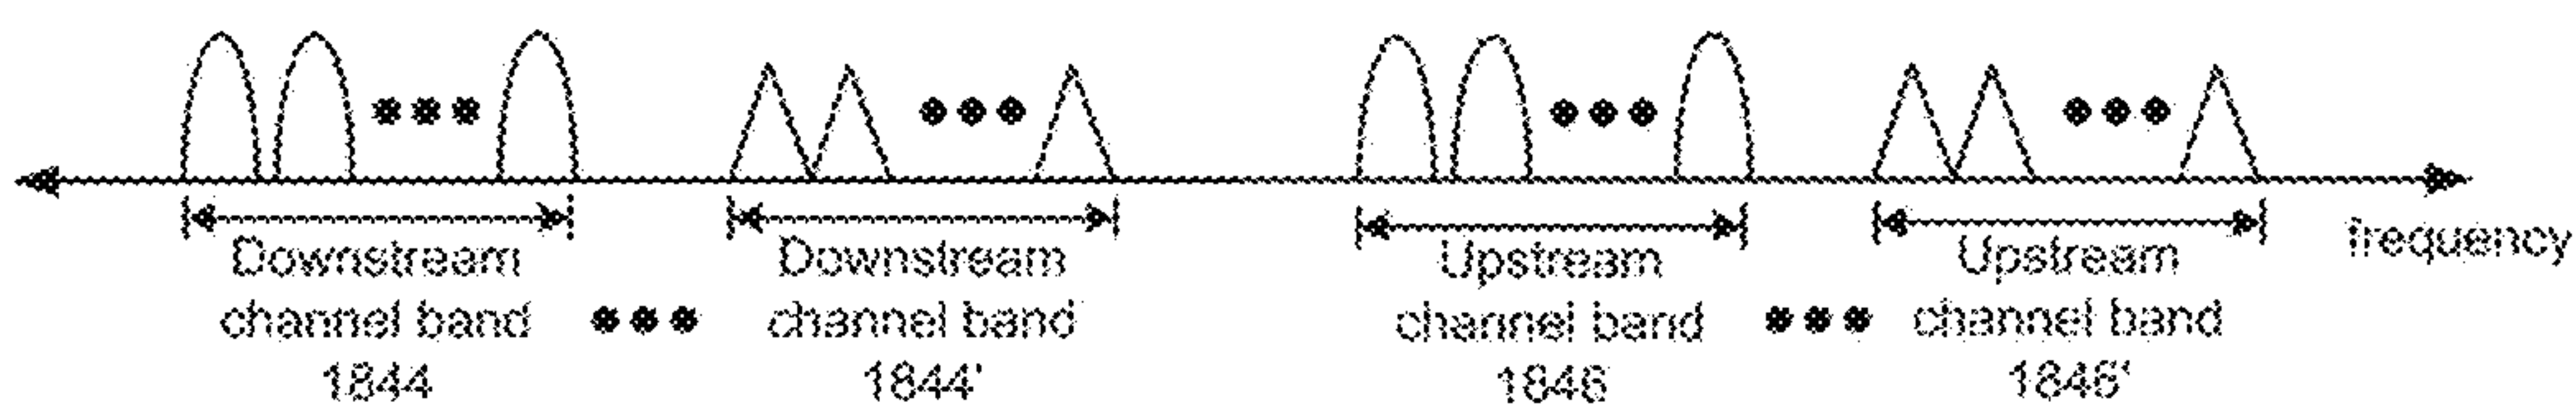 frequency
Downstream
channel band
1844
Downstream
channel band
1844'
Upstream
channel band
1846
Upstream
channel band
1846'